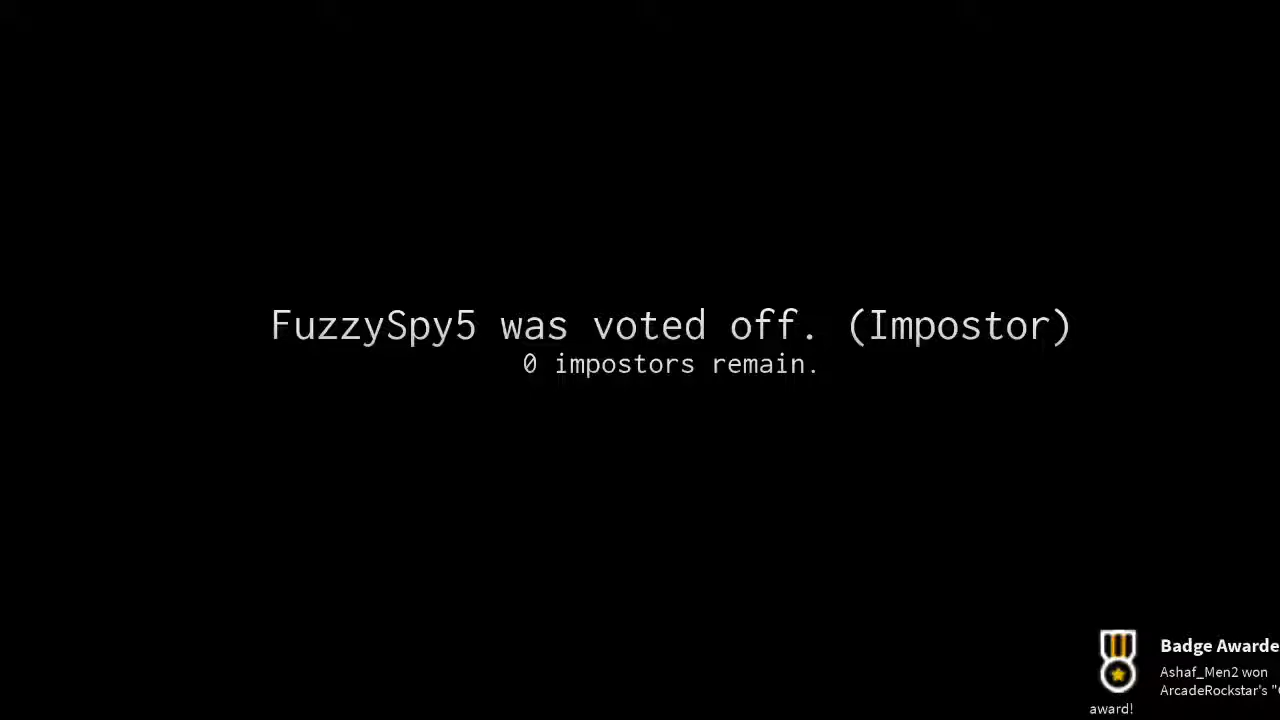 FuzzySpy5 was voted off. (Impostor)
0 impostors remain.
Badge Awarde
Ashaf_Men2 won
ArcadeRockstar's "
award!